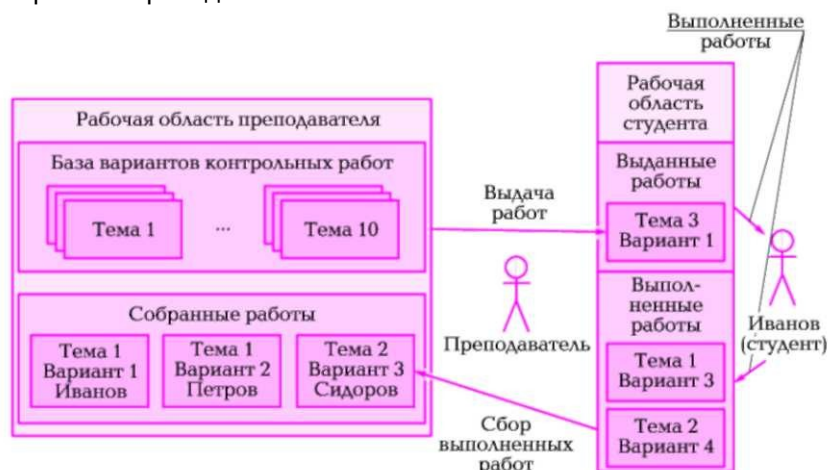 Выполненные
работы
Рабочая область преподавателя
База вариантов контрольных работ
Тема 1
...
Тема 10
Собранные работы
Тема 1
Вариант 1
Иванов
Тема 1
Вариант 2
Петров
Тема 2
Вариант 3
Сидоров
Выдача
работ
Преподаватель
Сбор
выполненных
работ
Рабочая
область
студента
Выданные
работы
Тема 3
Вариант 1
Выпол-
ненные
работы
Тема 1
Вариант 3
Тема 2
Вариант 4
Иванов
(студент)